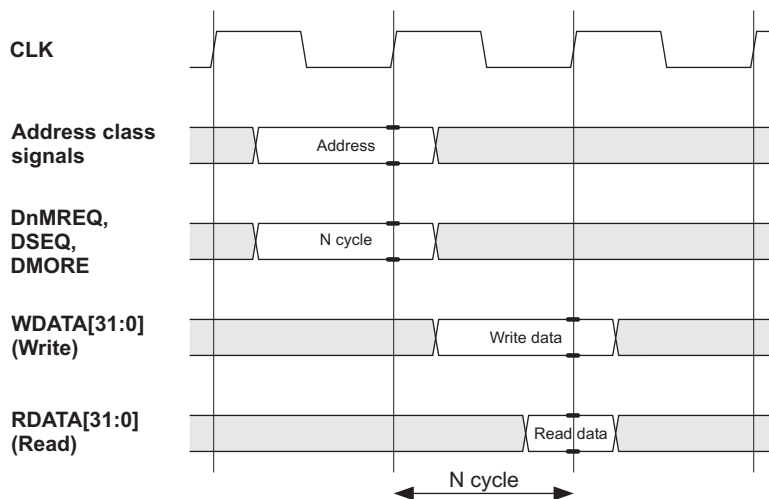 CLK
Address class
signals
Address
DnMREQ,
DSEQ,
DMORE
N cycle
WDATA[31:0]
(Write)
Write data
RDATA[31:0]
(Read)
Read data
N cycle